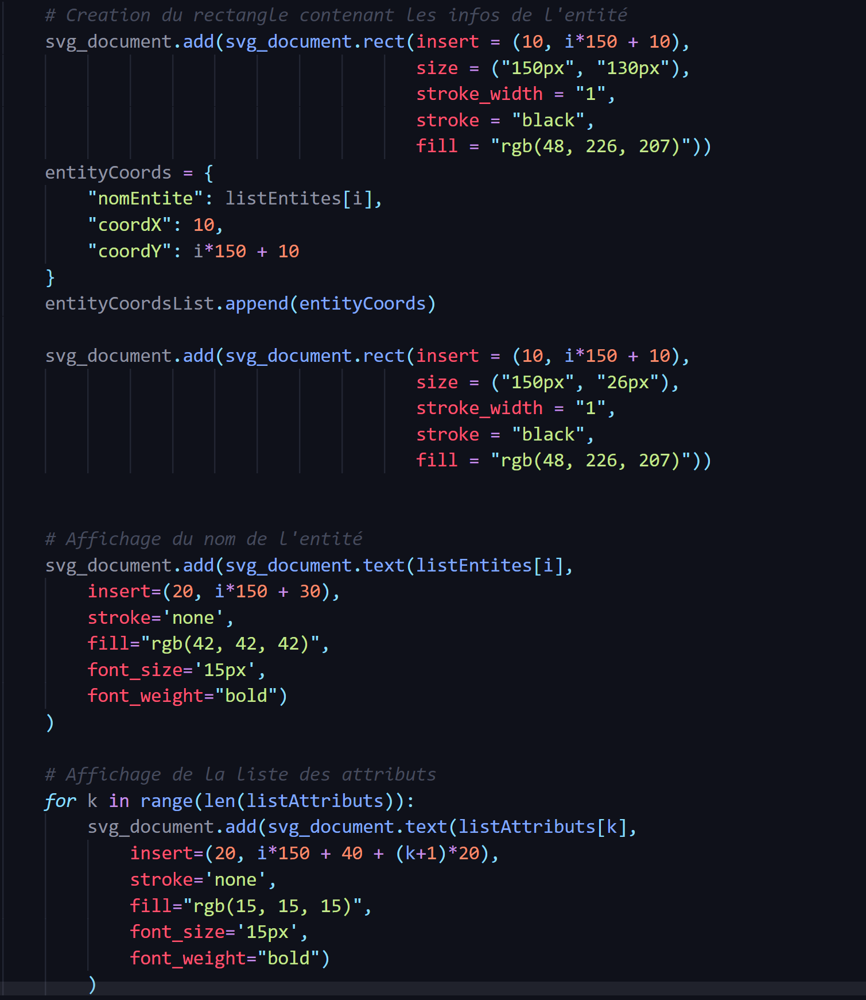 # Creation du rectangle contenant les infos de l'entité
svg_document.add(svg_document.rect(insert = (10, i*150 + 10),
size = ("150px", "130px"),
stroke_width = "1",
stroke = "black",
fill = "rgb(48, 226, 207)"))
entityCoords = {
"nomEntite": listEntites[i],
"coordX": 10,
"coordY": i*150 + 10
}
entityCoordsList.append(entityCoords)
svg_document.add(svg_document.rect(insert = (10, i*150 + 10),
size = ("150px", "26px"),
stroke_width = "1",
stroke = "black",
fill = "rgb(48, 226, 207)"))
# Affichage du nom de l'entité
svg_document.add(svg_document.text(listEntites[i],
insert=(20, i*150 + 30),
stroke='none',
fill="rgb(42, 42, 42)",
font_size='15px',
font_weight="bold")
)
# Affichage de la liste des attributs
for k in range(len(listAttributs)):
svg_document.add(svg_document.text(listAttributs[k],
insert=(20, i*150 + 40 + (k+1)*20),
stroke='none',
fill="rgb(15, 15, 15)",
font_size='15px',
font_weight="bold")
)